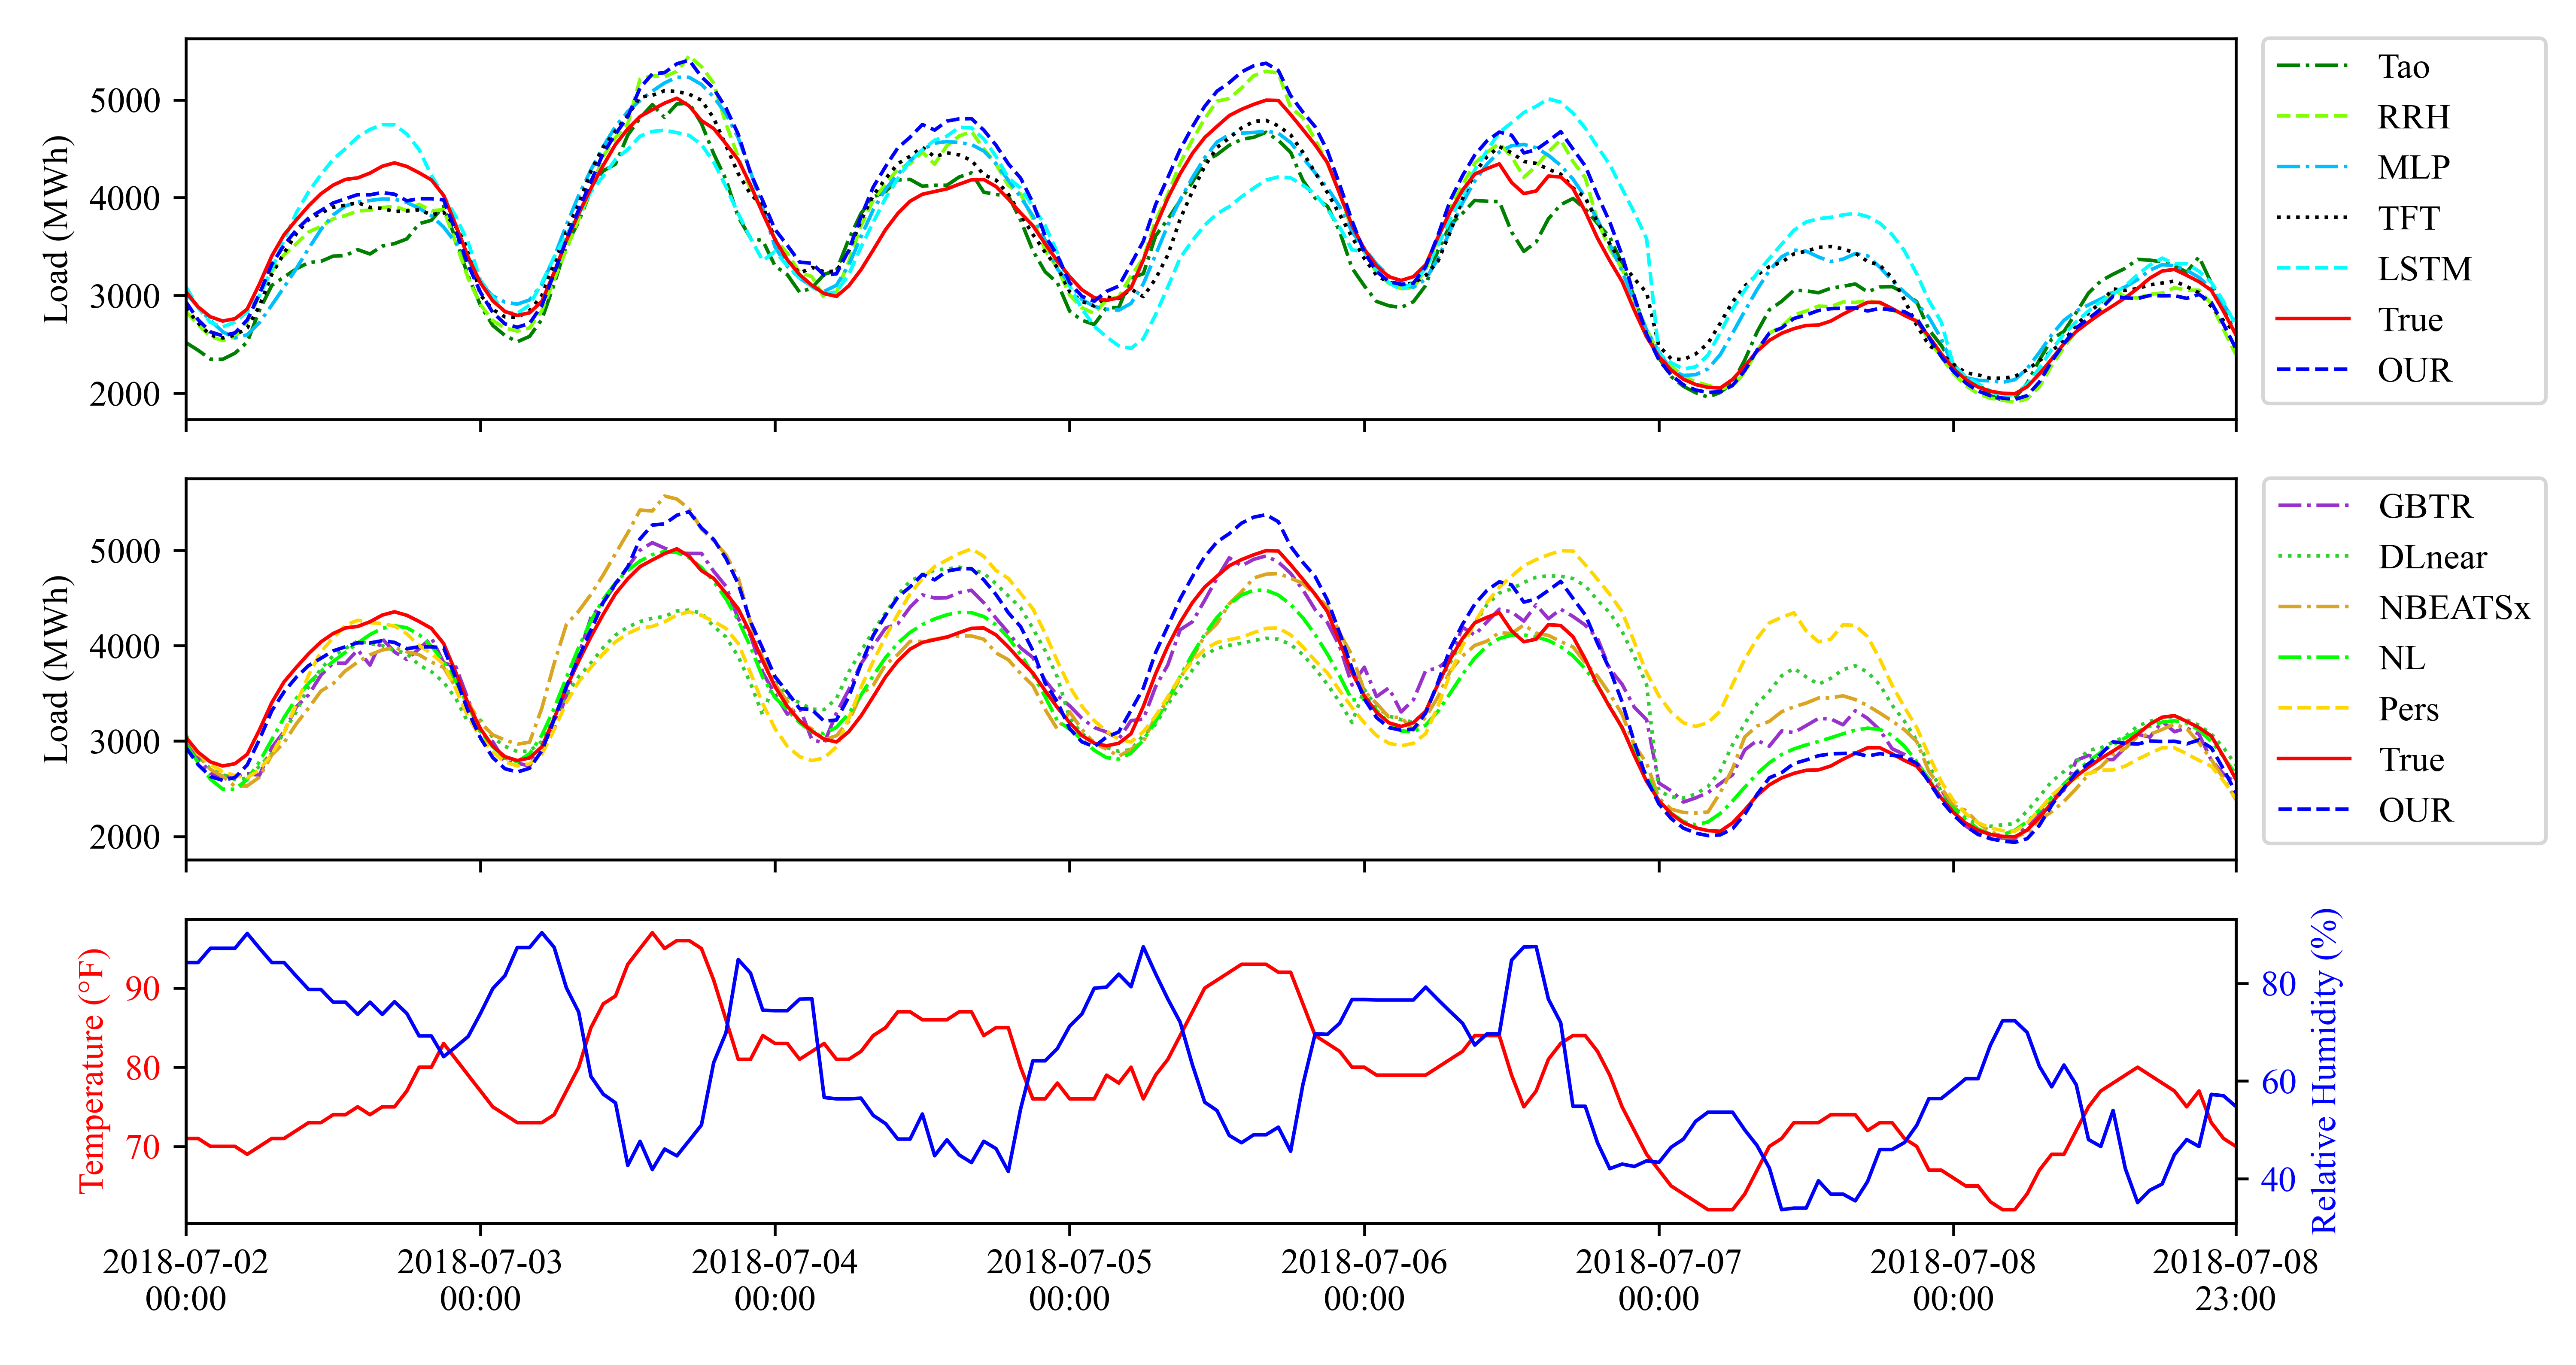 Load (MWh)
5000
4000
3000
2000
Tao
RRH
MLP
TFT
LSTM
True
OUR
Load (MWh)
5000
4000
3000
2000
GBTR
DLnear
NBEATSx
NL
Pers
True
OUR
Temperature (°F)
90
80
70
80
60
40
Relative Humidity (%)
2018-07-02 2018-07-03 2018-07-04 2018-07-05 2018-07-06 2018-07-07 2018-07-08 2018-07-08
00:00 00:00 00:00 00:00 00:00 00:00 00:00 23:00